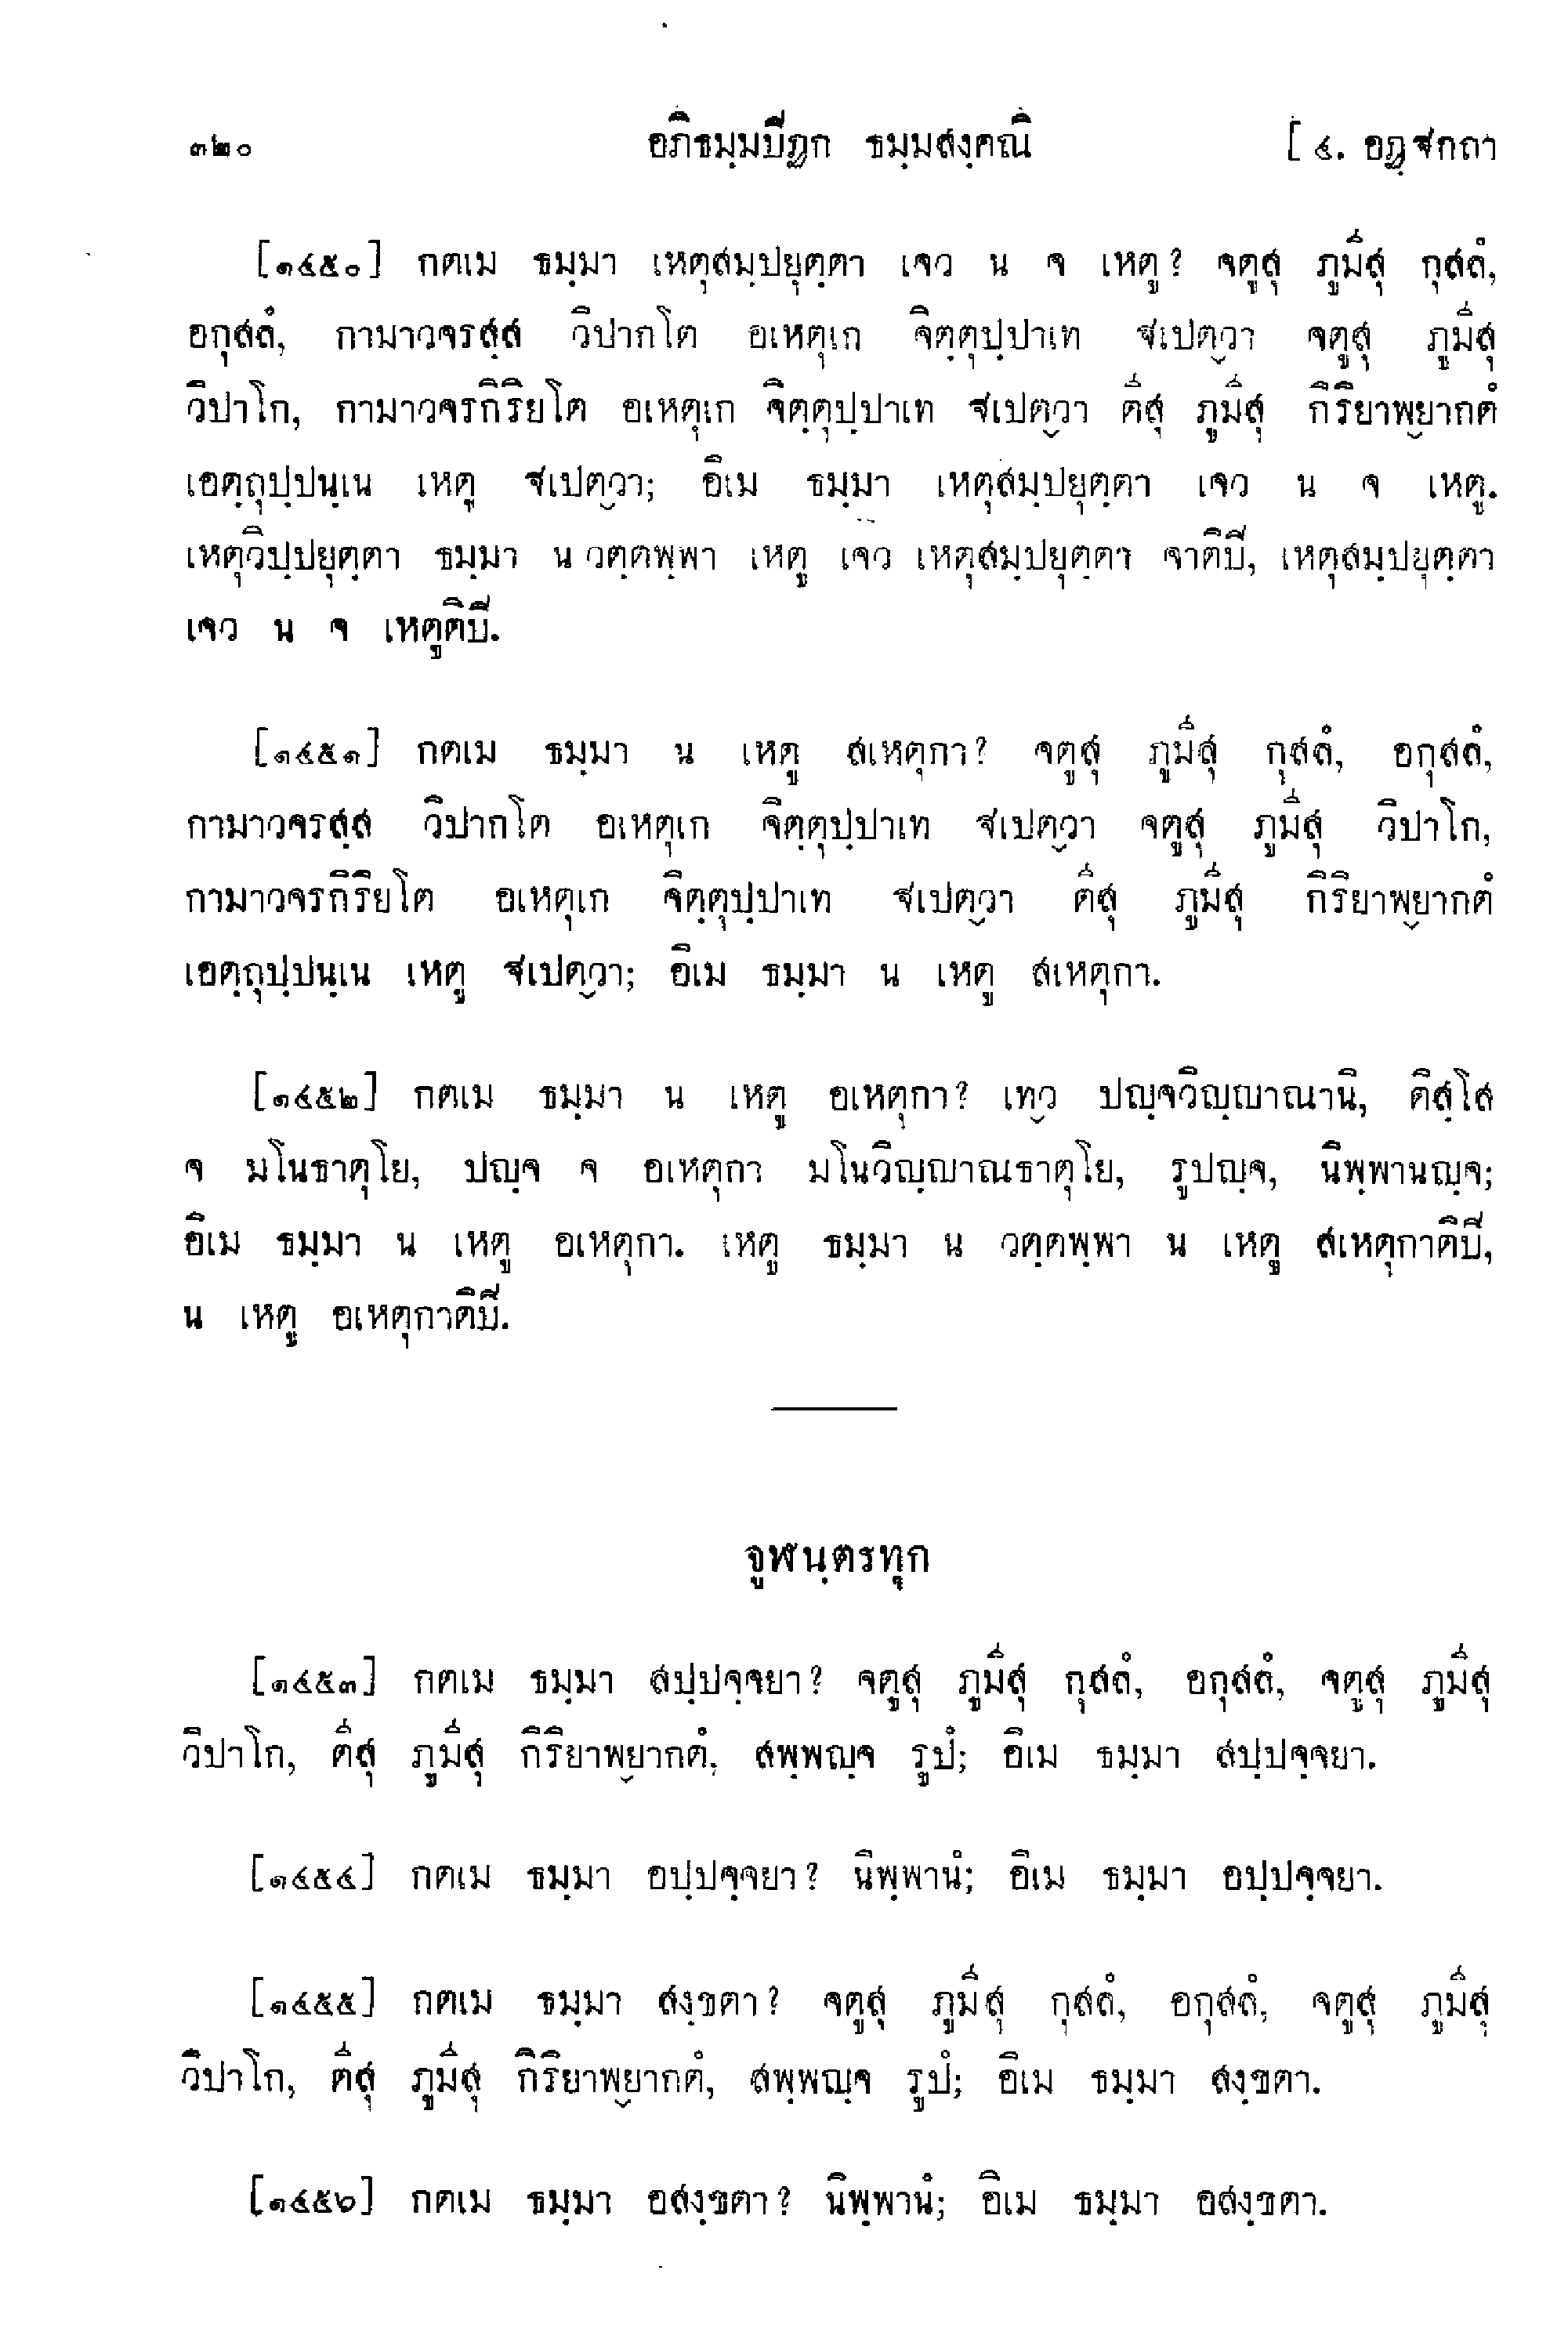 ๓๒๐ อภิธมฺมปิฏก ธมฺมสงฺคณิ [ ๔. อฏฺฐกถา
[๑๔๕๐] กตเม ธมฺมา เหตุสมฺปยุตฺตา เจว น จ เหตู? จตูสุ ภูมีสุ กุสลํ,
อกุสลํ, กามาวจรสฺส วิปากโต อเหตุเก จิตฺตุปฺปาเท ฐเปตฺวา จตูสุ ภูมีสุ
วิปาโก, กามาวจรกิริยโต อเหตุเก จิตฺตุปฺปาเท ฐเปตฺวา ตีสุ ภูมีสุ กิริยาพฺยากตํ
เอตฺถุปฺปนฺเน เหตู ฐเปตฺวา; อิเม ธมฺมา เหตุสมฺปยุตฺตา เจว น จ เหตู.
เหตุวิปฺปยุตฺตา ธมฺมา น วตฺตพฺพา เหตู เจว เหตุสมฺปยุตฺตา จาติปิ, เหตุสมฺปยุตฺตา
เจว น จ เหตูติปิ.
[๑๔๕๑] กตเม ธมฺมา น เหตู สเหตุกา? จตูสุ ภูมีสุ กุสลํ, อกุสลํ,
กามาวจรสฺส วิปากโต อเหตุเก จิตฺตุปฺปาเท ฐเปตฺวา จตูสุ ภูมีสุ วิปาโก,
กามาวจรกิริยโต อเหตุเก จิตฺตุปฺปาเท ฐเปตฺวา ตีสุ ภูมีสุ กิริยาพฺยากตํ
เอตฺถุปฺปนฺเน เหตู ฐเปตฺวา; อิเม ธมฺมา น เหตู สเหตุกา.
[๑๔๕๒] กตเม ธมฺมา น เหตู อเหตุกา? เทฺว ปญฺจวิญฺญาณานิ, ติสฺโส
จ มโนธาตุโย, ปญฺจ จ อเหตุกา มโนวิญฺญาณธาตุโย, รูปญฺจ, นิพฺพานญฺจ;
อิเม ธมฺมา น เหตู อเหตุกา. เหตู ธมฺมา น วตฺตพฺพา น เหตู สเหตุกาติปิ,
น เหตู อเหตุกาติปิ.
จูฬนฺตรทุก
[๑๔๕๓] กตเม ธมฺมา สปฺปจฺจยา? จตูสุ ภูมีสุ กุสลํ, อกุสลํ, จตูสุ ภูมีสุ
วิปาโก, ตีสุ ภูมีสุ กิริยาพฺยากตํ, สพฺพญฺจ รูปํ; อิเม ธมฺมา สปฺปจฺจยา.
[๑๔๕๔] กตเม ธมฺมา อปฺปจฺจยา? นิพฺพานํ; อิเม ธมฺมา อปฺปจฺจยา.
[๑๔๕๕] กตเม ธมฺมา สงฺขตา? จตูสุ ภูมีสุ กุสลํ, อกุสลํ, จตูสุ ภูมีสุ
วิปาโก, ตีสุ ภูมีสุ กิริยาพฺยากตํ, สพฺพญฺจ รูปํ; อิเม ธมฺมา สงฺขตา.
[๑๔๕๖] กตเม ธมฺมา อสงฺขตา? นิพฺพานํ; อิเม ธมฺมา อสงฺขตา.